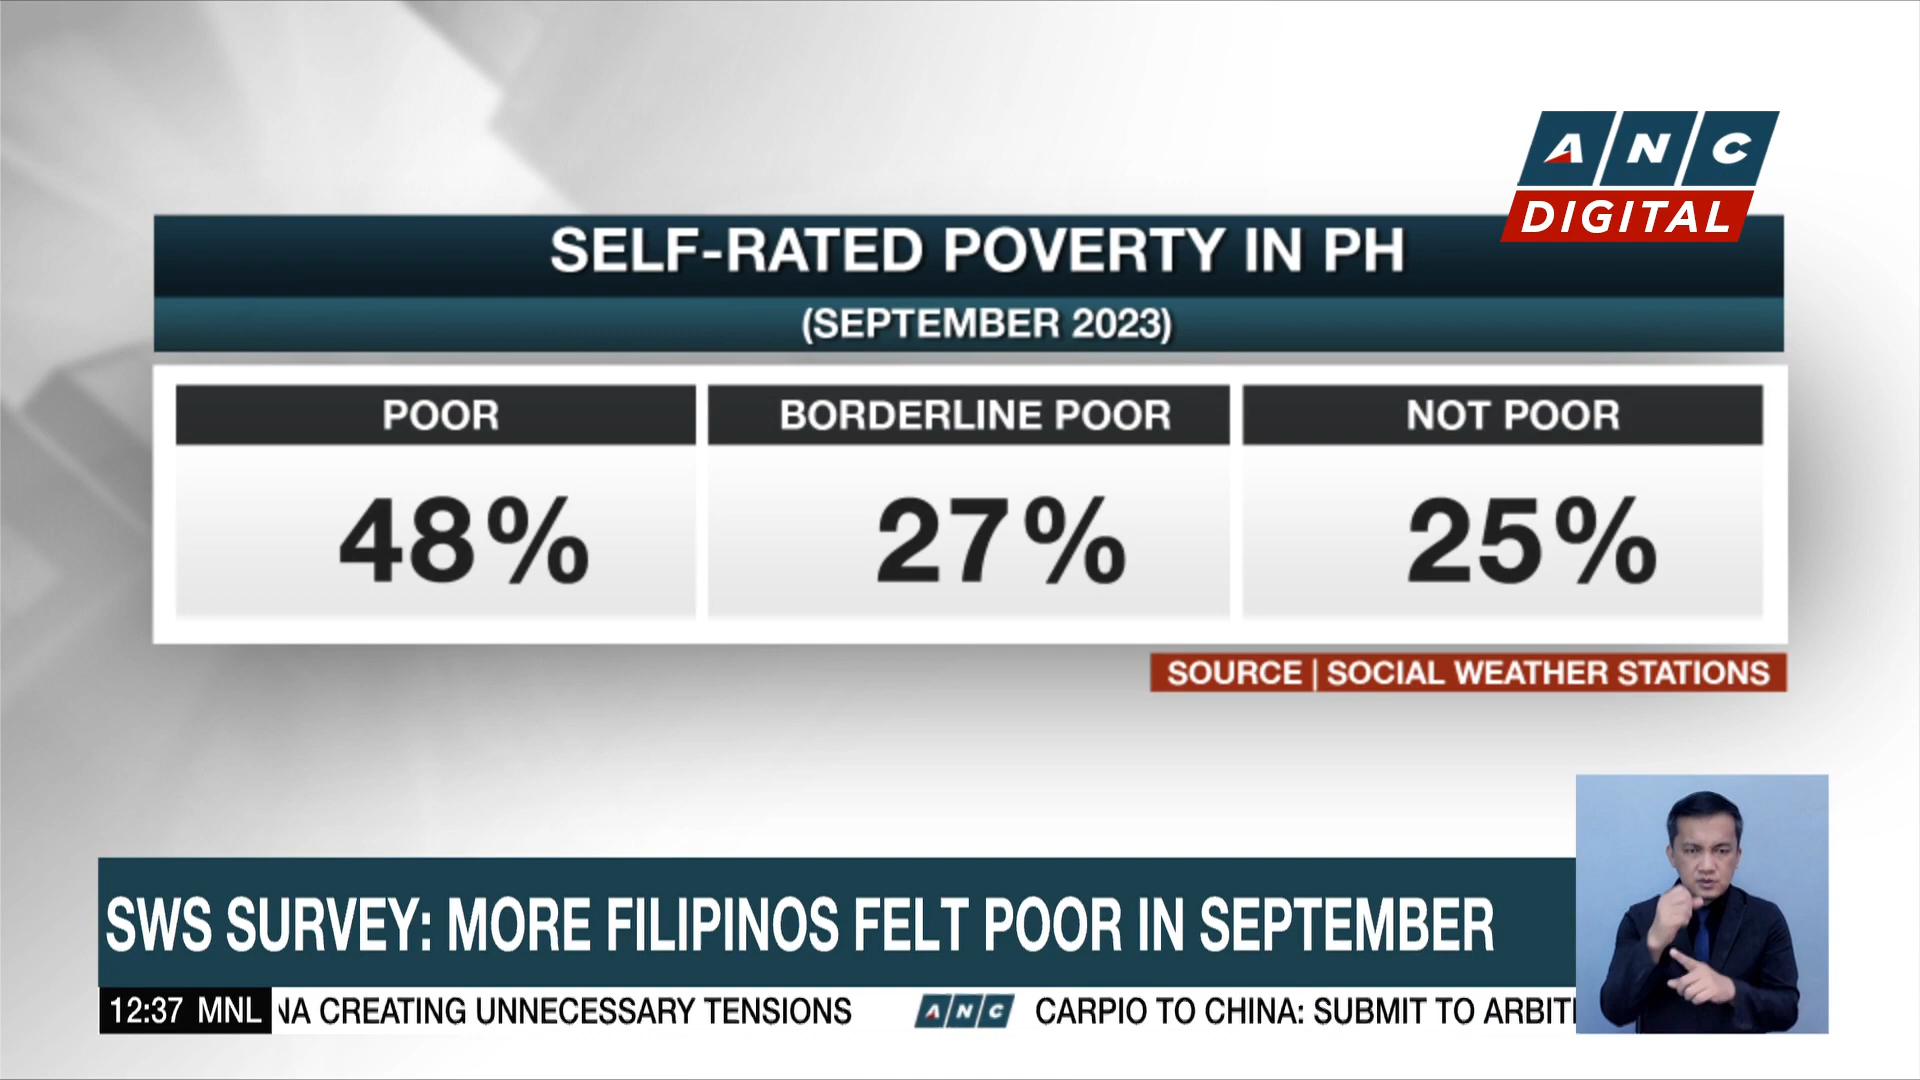 ANC
DIGITAL
SELF-RATED POVERTY IN PH
(SEPTEMBER 2023)
POOR
BORDERLINE POOR
NOT POOR
48%
27%
25%
SOURCE | SOCIAL WEATHER STATIONS
SWS SURVEY: MORE FILIPINOS FELT POOR IN SEPTEMBER
12:37 MNL
NA CREATING UNNECESSARY TENSIONS ANC CARPIO TO CHINA: SUBMIT TO ARBIT